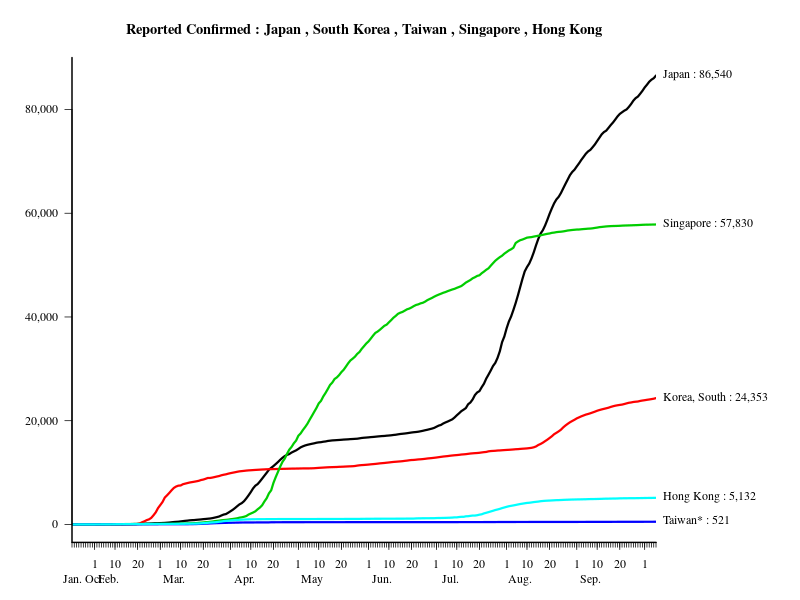 Reported Confirmed : Japan , South Korea , Taiwan , Singapore , Hong Kong
Japan : 86,540
80,000
60,000
Singapore : 57,830
40,000
Korea, South : 24,353
20,000
Hong Kong : 5,132
Taiwan* : 521
0
1 10 20 1 10 20 1 10 20 1 10 20 1 10 20 1 10 20 1 10 20 1 10 20 1
Jan. Oct. Feb. Mar. Apr. May Jun. Jul. Aug. Sep.